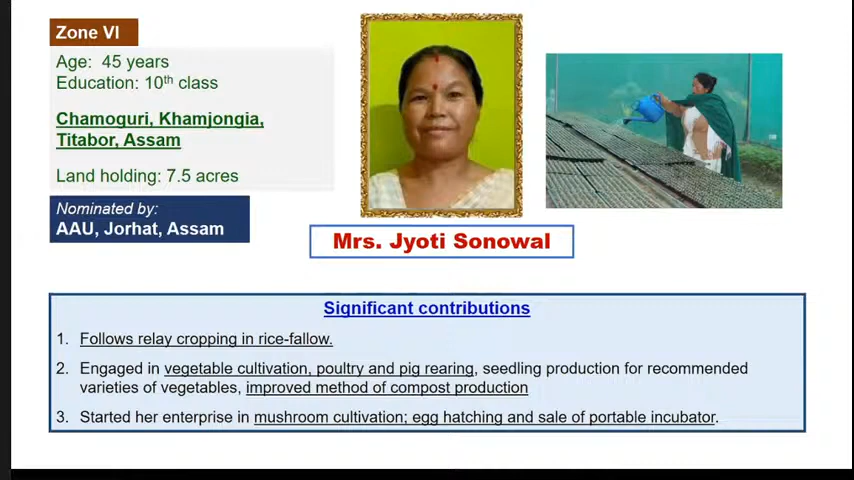 Zone VI
Age: 45 years
Education: 10th class
Chamoguri, Khamjongia,
Titabor, Assam
Land holding: 7.5 acres
Nominated by:
AAU, Jorhat, Assam
Mrs. Jyoti Sonowal
Significant contributions
1. Follows relay cropping in rice-fallow.
2. Engaged in vegetable cultivation, poultry and pig rearing, seedling production for recommended
varieties of vegetables, improved method of compost production
3. Started her enterprise in mushroom cultivation; egg hatching and sale of portable incubator.